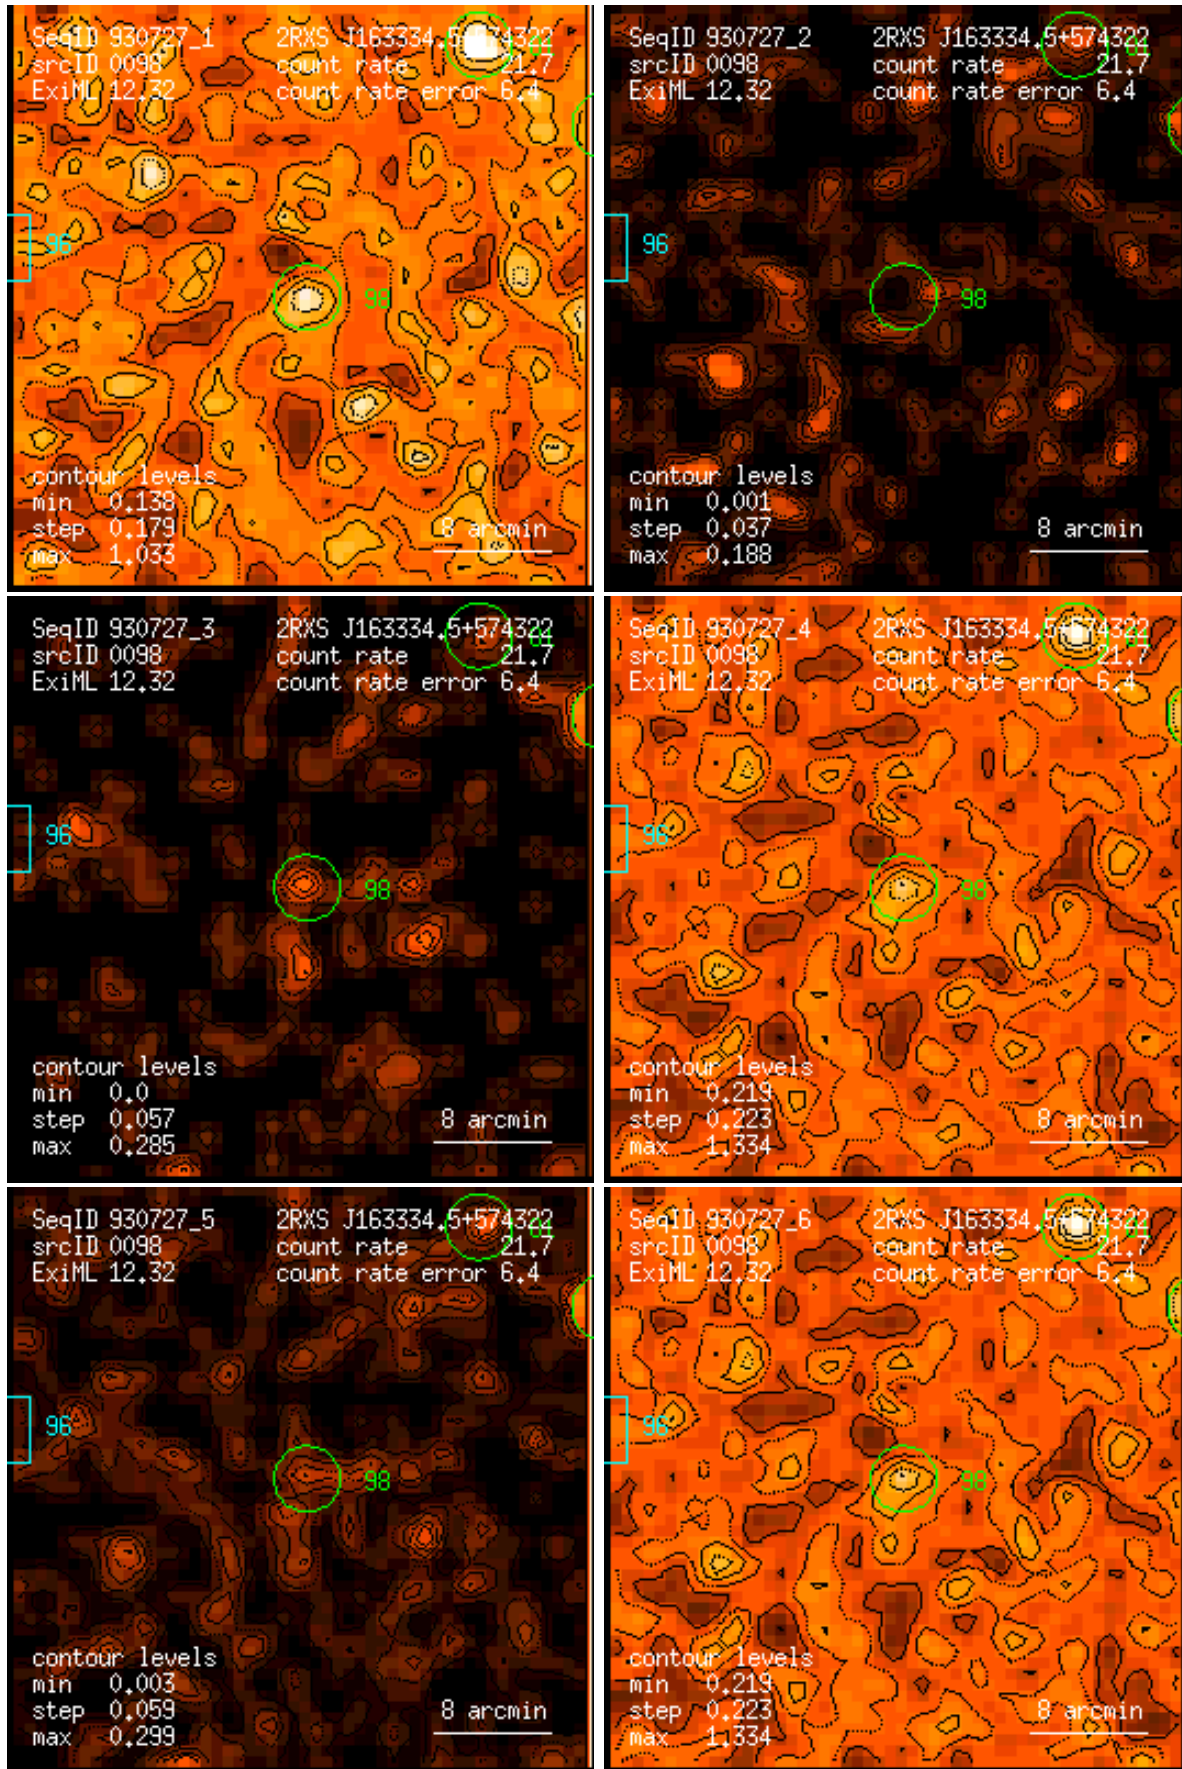 SeqID 930727_1 2RXS J163334.5+574322
srcID 0098 count rate 21.7
ExiML 12.32 count rate error 6.4
96
98
contour levels
min 0.138
step 0.179 8 arcmin
max 1.033
SeqID 930727_2 2RXS J163334.5+574322
srcID 0098 count rate 21.7
ExiML 12.32 count rate error 6.4
96
98
contour levels
min 0.001
step 0.037 8 arcmin
max 0.188
SeqID 930727_3 2RXS J163334.5+574322
srcID 0098 count rate 21.7
ExiML 12.32 count rate error 6.4
96
98
contour levels
min 0.0
step 0.057 8 arcmin
max 0.285
SeqID 930727_4 2RXS J163334.5+574322
srcID 0098 count rate 21.7
ExiML 12.32 count rate error 6.4
96
98
contour levels
min 0.219
step 0.223 8 arcmin
max 1.334
SeqID 930727_5 2RXS J163334.5+574322
srcID 0098 count rate 21.7
ExiML 12.32 count rate error 6.4
96
98
contour levels
min 0.003
step 0.059 8 arcmin
max 0.299
SeqID 930727_6 2RXS J163334.5+574322
srcID 0098 count rate 21.7
ExiML 12.32 count rate error 6.4
96
98
contour levels
min 0.219
step 0.223 8 arcmin
max 1.334